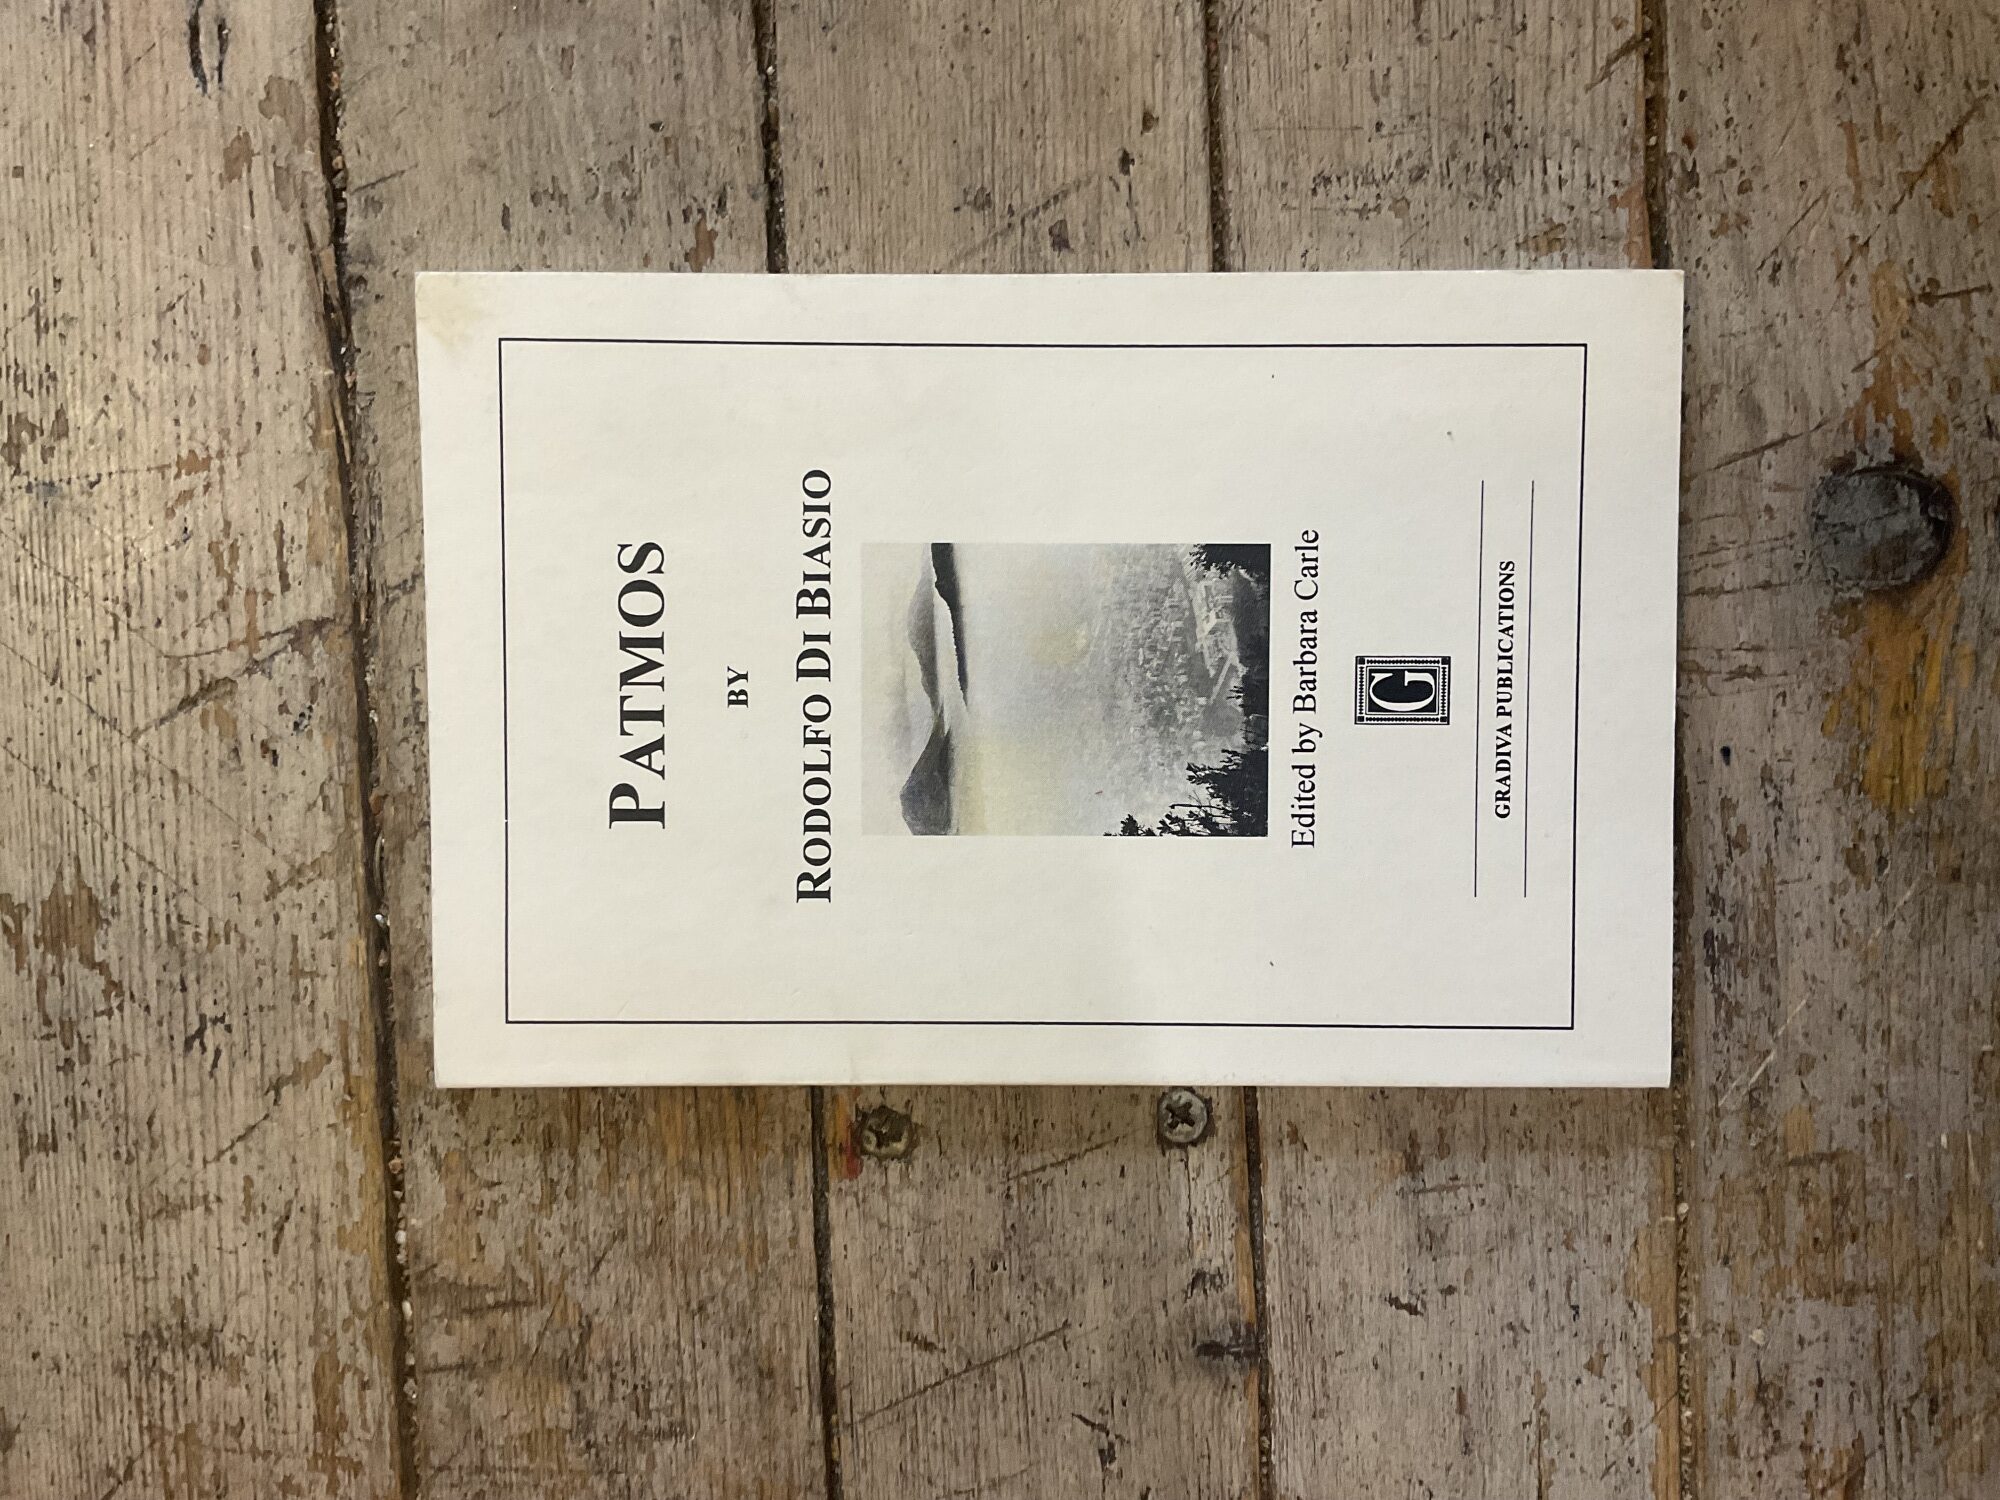 PATMOS
BY
RODOLFO DI BIASIO
Edited by Barbara Carle
G
GRADIVA PUBLICATIONS